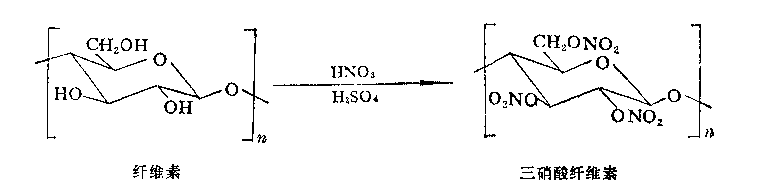 CH₂OH
O
O
HO
OH
n
HNO₃
H₂SO₄
CH₂ONO₂
O
O
O₂NO
ONO₂
n
纤维素
三硝酸纤维素